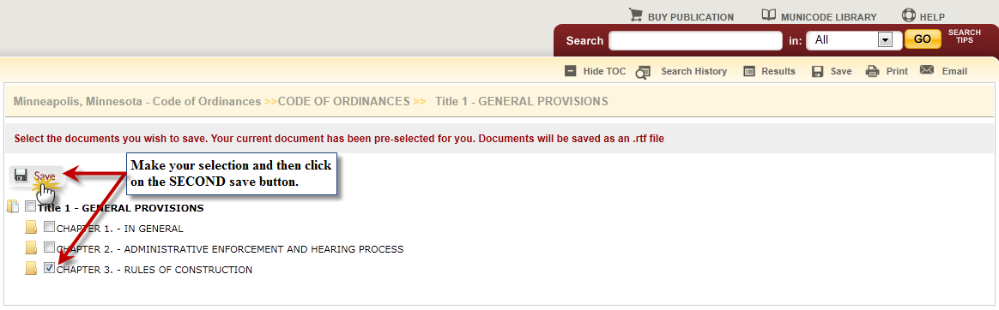 BUY PUBLICATION MUNICODE LIBRARY HELP
Search in: All GO SEARCH TIPS
Hide TOC Search History Results Save Print Email
Minneapolis, Minnesota - Code of Ordinances >>CODE OF ORDINANCES >> Title 1 - GENERAL PROVISIONS
Select the documents you wish to save. Your current document has been pre-selected for you. Documents will be saved as an .rtf file
Save
Make your selection and then click
on the SECOND save button.
Title 1 - GENERAL PROVISIONS
CHAPTER 1. - IN GENERAL
CHAPTER 2. - ADMINISTRATIVE ENFORCEMENT AND HEARING PROCESS
CHAPTER 3. - RULES OF CONSTRUCTION